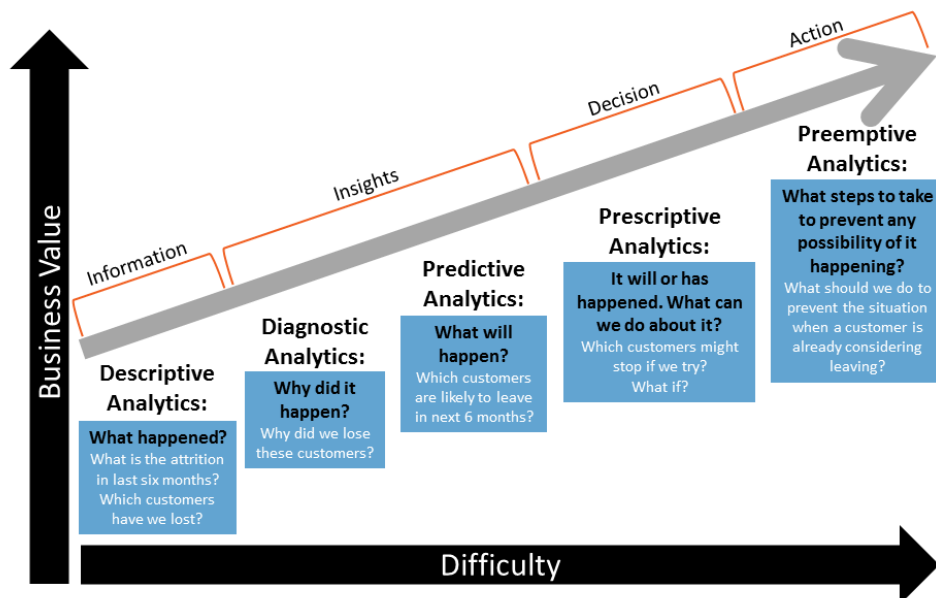 Business Value
Information
Insights
Decision
Action
Descriptive
Analytics:
What happened?
What is the attrition
in last six months?
Which customers
have we lost?
Diagnostic
Analytics:
Why did it
happen?
Why did we lose
these customers?
Predictive
Analytics:
What will
happen?
Which customers
are likely to leave
in next 6 months?
Prescriptive
Analytics:
It will or has
happened. What can
we do about it?
Which customers might
stop if we try?
What if?
Preemptive
Analytics:
What steps to take
to prevent any
possibility of it
happening?
What should we do to
prevent the situation
when a customer is
already considering
leaving?
Difficulty